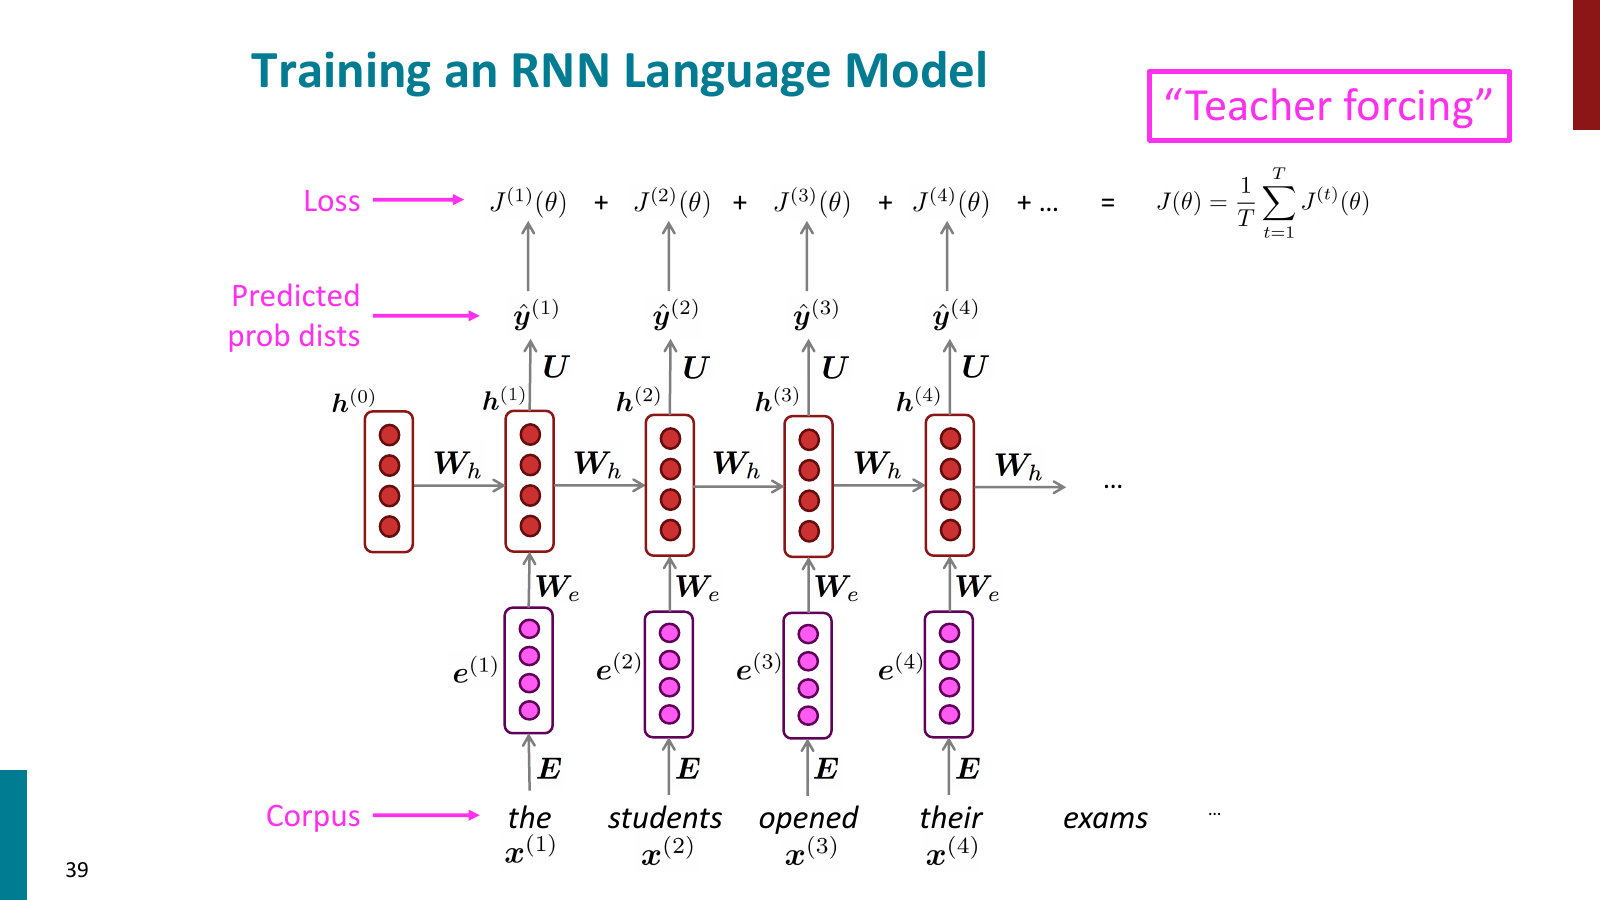 Training an RNN Language Model
“Teacher forcing”
Loss J⁽¹⁾(θ) + J⁽²⁾(θ) + J⁽³⁾(θ) + J⁽⁴⁾(θ) + … = J(θ) = 1/T ∑_{t=1}^{T} J⁽ᵗ⁾(θ)
Predicted
prob dists
ŷ⁽¹⁾ ŷ⁽²⁾ ŷ⁽³⁾ ŷ⁽⁴⁾
U U U U
h⁽⁰⁾ h⁽¹⁾ h⁽²⁾ h⁽³⁾ h⁽⁴⁾
W_h W_h W_h W_h W_h …
W_e W_e W_e W_e
e⁽¹⁾ e⁽²⁾ e⁽³⁾ e⁽⁴⁾
E E E E
Corpus the students opened their exams …
x⁽¹⁾ x⁽²⁾ x⁽³⁾ x⁽⁴⁾
39